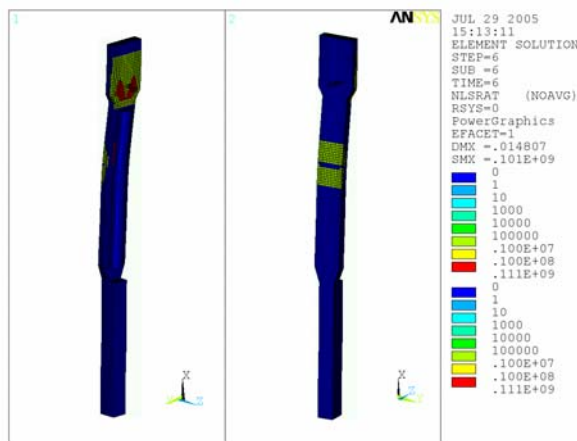 1
2
ANSYS
JUL 29 2005
15:13:11
ELEMENT SOLUTION
STEP=6
SUB =6
TIME=6
NLSRAT (NOAVG)
RSYS=0
PowerGraphics
EFACET=1
DMX =.014807
SMX =.101E+09
0
1
10
1000
10000
100000
.100E+07
.100E+08
.111E+09
0
1
10
1000
10000
100000
.100E+07
.100E+08
.111E+09
X
Z
X
Z